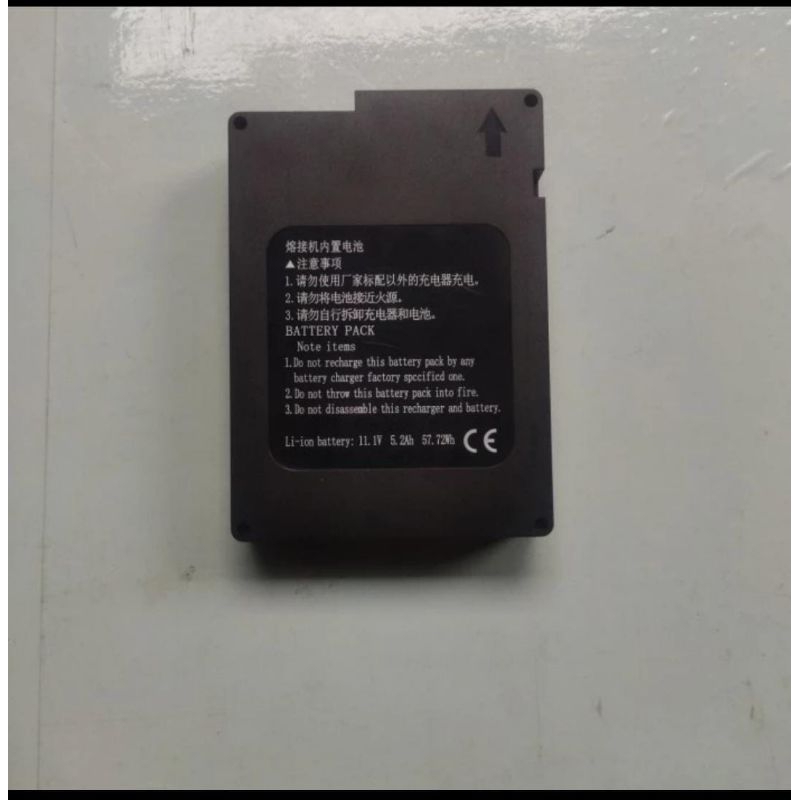 熔接机内置电池
▲注意事项
1.请勿使用厂家标配以外的充电器充电。
2.请勿将电池接近火源。
3.请勿自行拆卸充电器和电池。
BATTERY PACK
Note items
1.Do not recharge this battery pack by any
battery charger factory spccified one.
2.Do not throw this battery pack into fire.
3.Do not disassemble this recharger and battery.
Li-ion battery: 11.1V 5.2Ah 57.72Wh CE